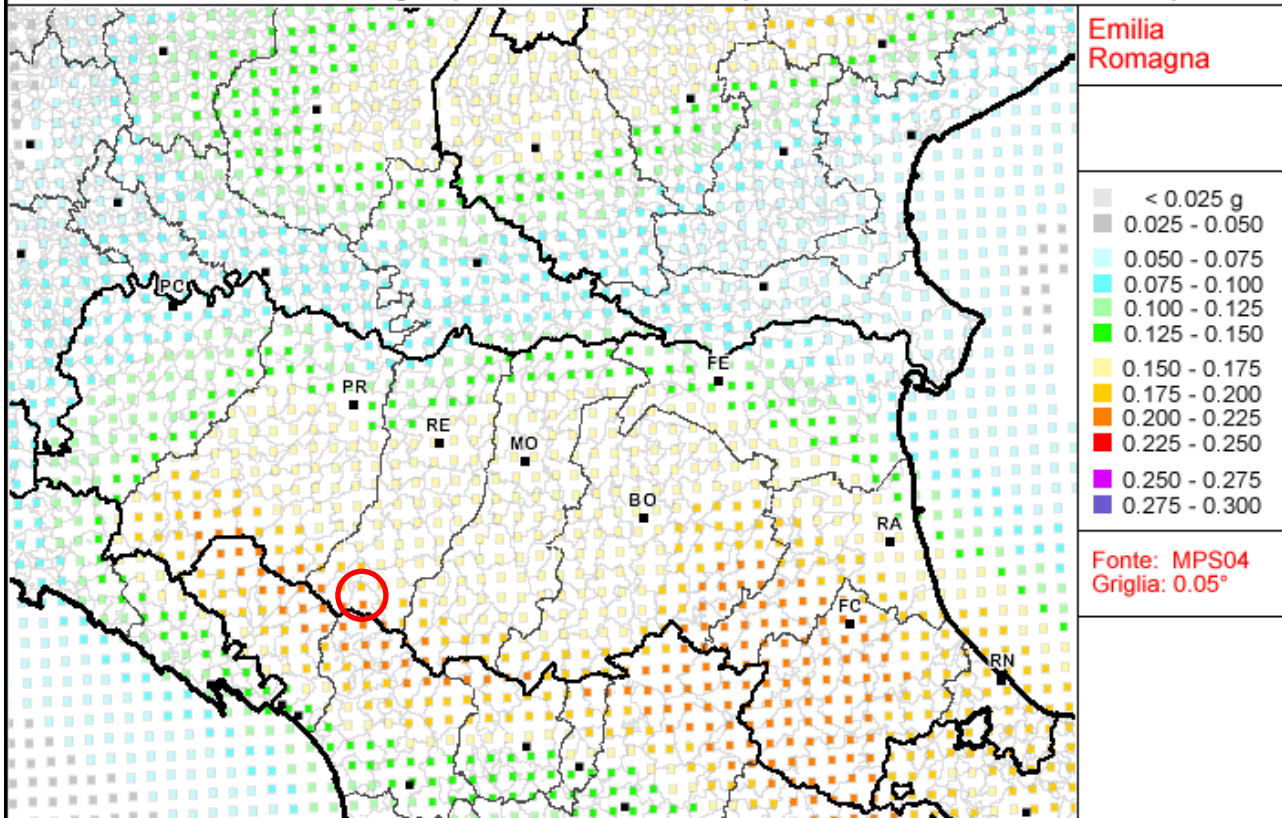 Emilia
Romagna
< 0.025 g
0.025 - 0.050
0.050 - 0.075
0.075 - 0.100
0.100 - 0.125
0.125 - 0.150
0.150 - 0.175
0.175 - 0.200
0.200 - 0.225
0.225 - 0.250
0.250 - 0.275
0.275 - 0.300
Fonte: MPS04
Griglia: 0.05°
PC
FE
PR
RE
MO
BO
RA
FC
RN